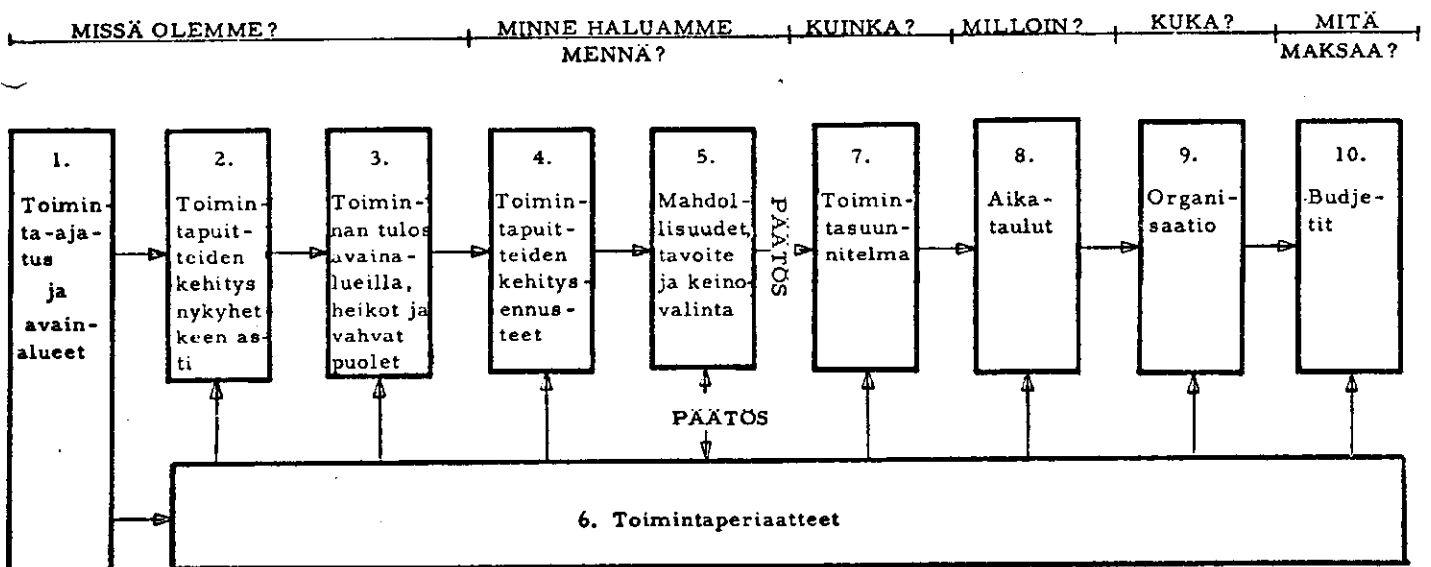 MISSÄ OLEMME?
MINNE HALUAMME
MENNÄ?
KUINKA?
MILLOIN?
KUKA?
MITÄ
MAKSAA?
1.
Toimin-
ta-aja-
tus
ja
avain-
alueet
2.
Toimin-
tapuit-
teiden
kehitys
nykyhet
keen as-
ti
3.
Toimin-
nan tulos
avaina-
lueilla,
heikot ja
vahvat
puolet
4.
Toimin-
tapuit-
teiden
kehitys-
ennus-
teet
5.
Mahdol-
lisuudet,
tavoite
ja keino-
valinta
PÄÄTÖS
7.
Toimin-
tasuun-
nitelma
8.
Aika-
taulut
9.
Organi-
saatio
10.
Budje-
tit
PÄÄTÖS
6. Toimintaperiaatteet